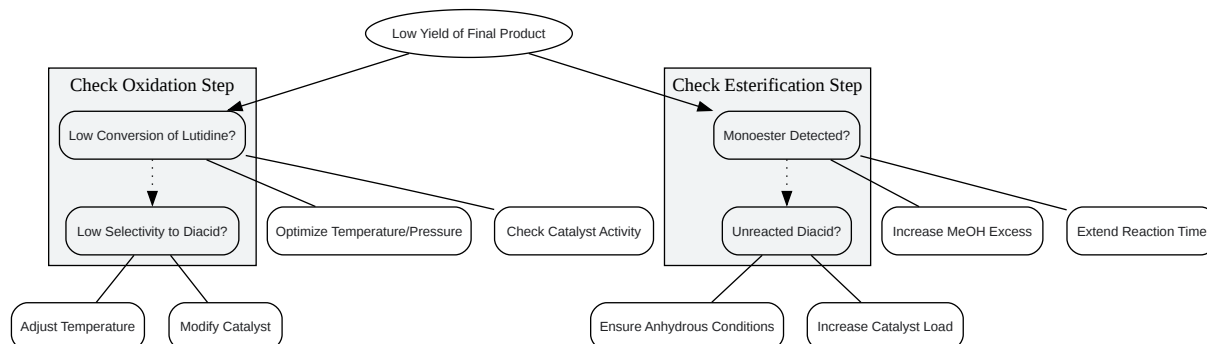 Low Yield of Final Product
Check Oxidation Step
Check Esterification Step
Low Conversion of Lutidine?
Monoester Detected?
Low Selectivity to Diacid?
Optimize Temperature/Pressure
Check Catalyst Activity
Unreacted Diacid?
Increase MeOH Excess
Extend Reaction Time
Adjust Temperature
Modify Catalyst
Ensure Anhydrous Conditions
Increase Catalyst Load